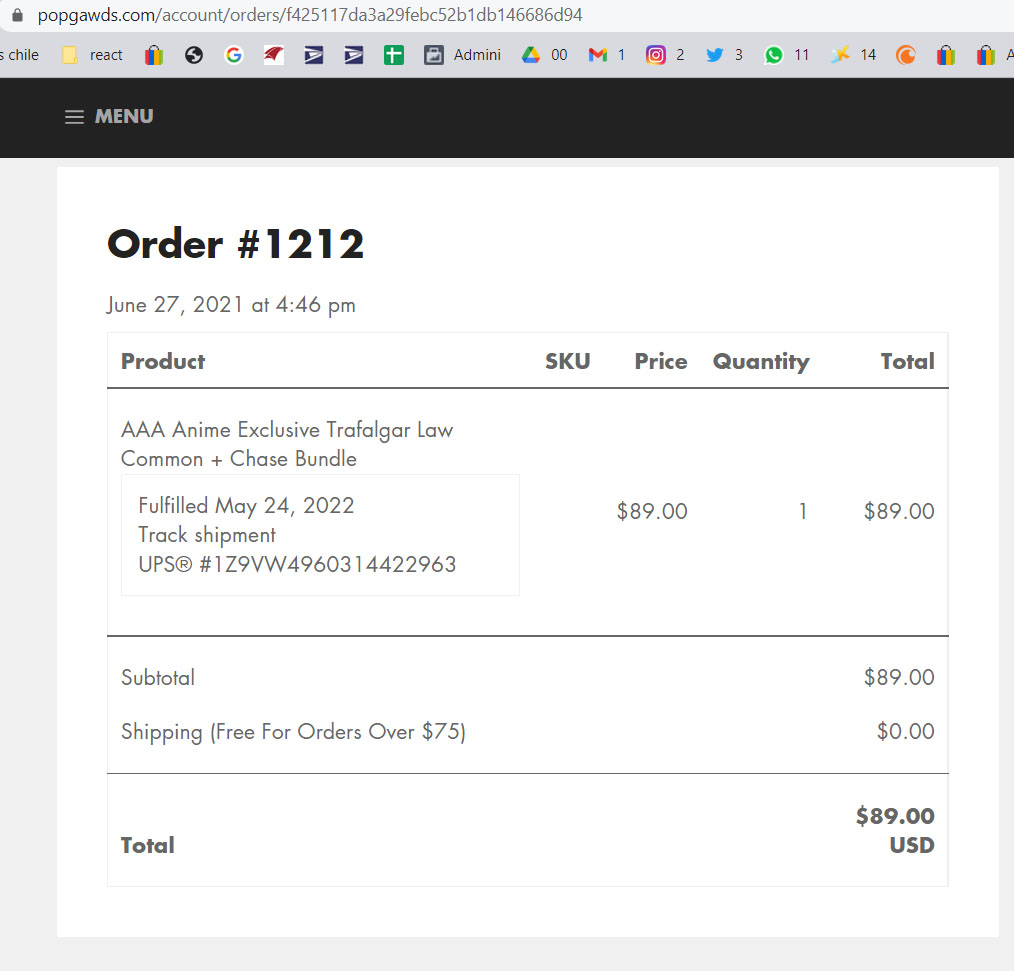 popgawds.com/account/orders/f425117da3a29febc52b1db146686d94
s chile react Admini 00 1 2 3 11 14 A
MENU
Order #1212
June 27, 2021 at 4:46 pm
Product SKU Price Quantity Total
AAA Anime Exclusive Trafalgar Law
Common + Chase Bundle
Fulfilled May 24, 2022
Track shipment
UPS® #1Z9VW4960314422963
$89.00 1 $89.00
Subtotal $89.00
Shipping (Free For Orders Over $75) $0.00
Total $89.00
USD